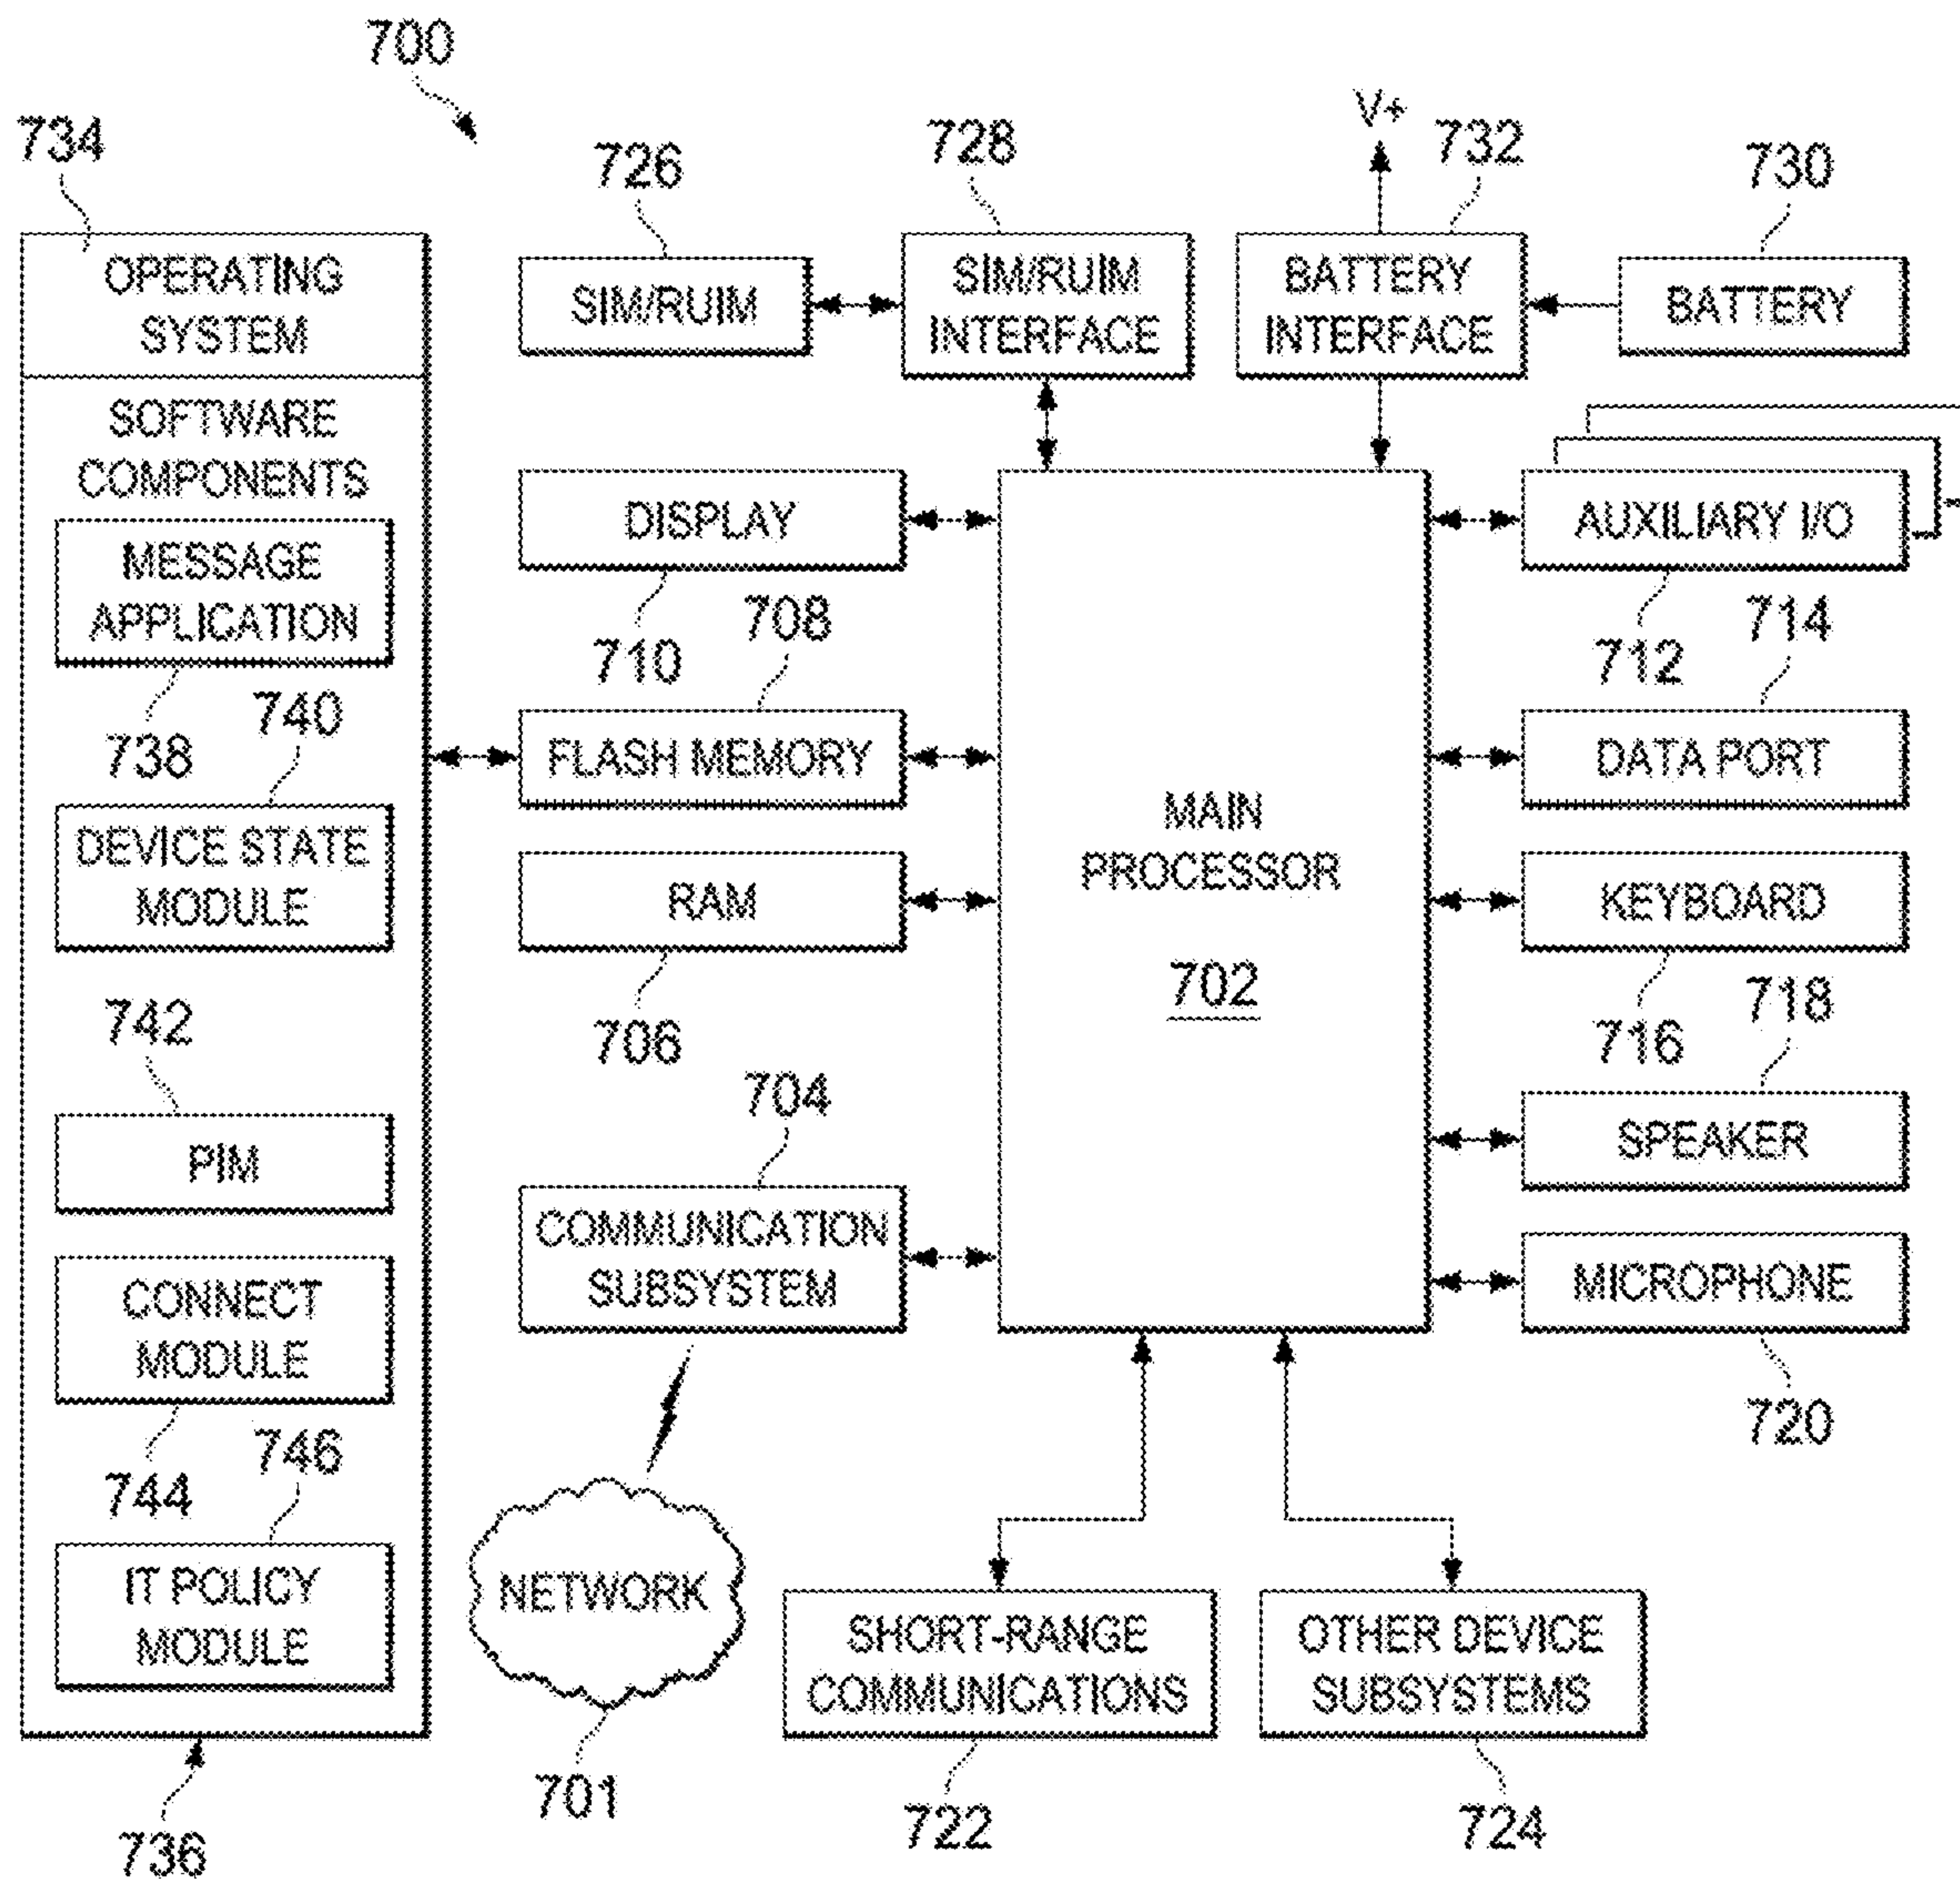 700
734
726
728
V+
732
730
OPERATING
SYSTEM
SIM/RUIM
SIM/RUIM
INTERFACE
BATTERY
INTERFACE
BATTERY
SOFTWARE
COMPONENTS
MESSAGE
APPLICATION
738
740
DEVICE STATE
MODULE
742
PIM
CONNECT
MODULE
744
746
IT POLICY
MODULE
736
DISPLAY
710
708
FLASH MEMORY
RAM
706
704
COMMUNICATION
SUBSYSTEM
NETWORK
701
MAIN
PROCESSOR
702
AUXILIARY I/O
712
714
DATA PORT
KEYBOARD
716
718
SPEAKER
MICROPHONE
720
SHORT-RANGE
COMMUNICATIONS
722
OTHER DEVICE
SUBSYSTEMS
724